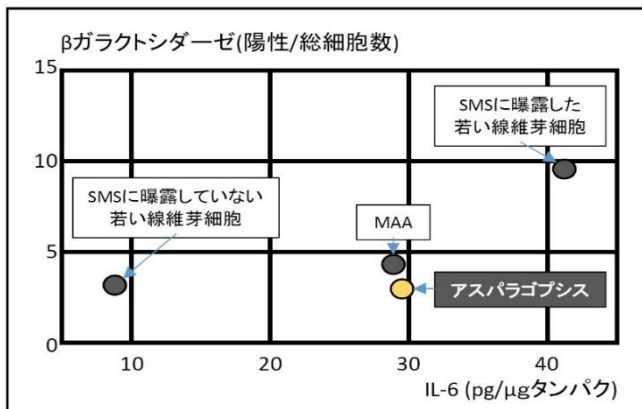 βガラクトシダーゼ(陽性/総細胞数)
15
SMSに曝露した
若い線維芽細胞
10
SMSに曝露していない
若い線維芽細胞
MAA
5
アスパラゴプシス
0
10
20
30
40
IL-6 (pg/μgタンパク)